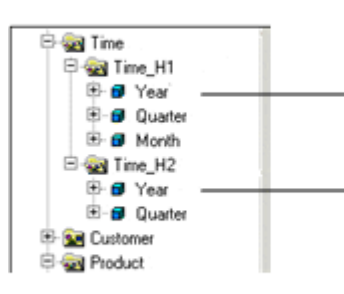 Time
Time_H1
Year
Quarter
Month
Time_H2
Year
Quarter
Customer
Product